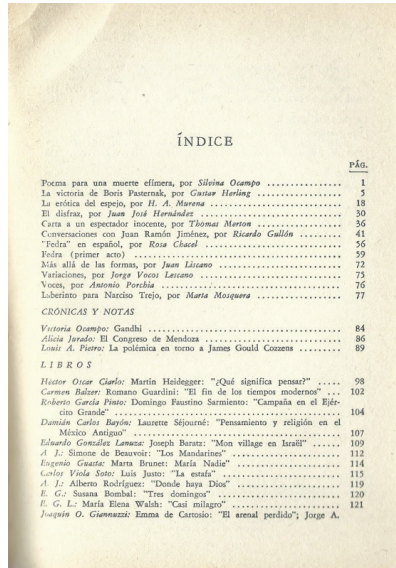 ÍNDICE
PÁG.
Poema para una muerte efímera, por Silvina Ocampo ................. 1
La victoria de Boris Pasternak, por Gustav Herling ................. 5
La erótica del espejo, por H. A. Murena ................. 18
El disfraz, por Juan José Hernández ................. 30
Carta a un espectador inocente, por Thomas Merton ................. 36
Conversaciones con Juan Ramón Jiménez, por Ricardo Gullón ....... 41
"Fedra" en español, por Rosa Chacel ................. 56
Fedra (primer acto) ................. 59
Más allá de las formas, por Juan Liscano ................. 72
Variaciones, por Jorge Vocos Lescano ................. 75
Voces, por Antonio Porchia ................. 76
Laberinto para Narciso Trejo, por Marta Mosquera ................. 77
CRÓNICAS Y NOTAS
Victoria Ocampo: Gandhi ................. 84
Alicia Jurado: El Congreso de Mendoza ................. 86
Louis A. Pietro: La polémica en torno a James Gould Cozzens ........ 89
LIBROS
Héctor Oscar Ciarlo: Martin Heidegger: "¿Qué significa pensar?" ..... 98
Carmen Balzer: Romano Guardini: "El fin de los tiempos modernos" ... 102
Roberto García Pinto: Domingo Faustino Sarmiento: "Campaña en el Ejér-
cito Grande" ................. 104
Damián Carlos Bayón: Laurette Séjourné: "Pensamiento y religión en el
México Antiguo" ................. 107
Eduardo González Lanuza: Joseph Baratz: "Mon village en Israël" ..... 109
A. J.: Simone de Beauvoir: "Los Mandarines" ................. 112
Eugenio Guasta: Marta Brunet: "María Nadie" ................. 114
Carlos Viola Soto: Luis Justo: "La estafa" ................. 115
A. J.: Alberto Rodríguez: "Donde haya Dios" ................. 119
E. G.: Susana Bombal: "Tres domingos" ................. 120
E. G. L.: María Elena Walsh: "Casi milagro" ................. 121
Joaquín O. Giannuzzi: Emma de Cartosio: "El arenal perdido"; Jorge A.